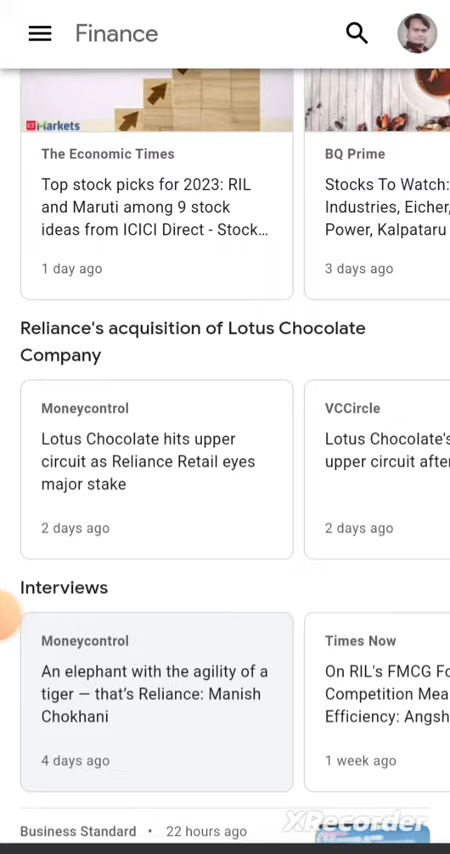 Finance
ET Markets
The Economic Times
Top stock picks for 2023: RIL
and Maruti among 9 stock
ideas from ICICI Direct - Stock...
1 day ago
BQ Prime
Stocks To Watch:
Industries, Eicher,
Power, Kalpataru
3 days ago
Reliance's acquisition of Lotus Chocolate
Company
Moneycontrol
Lotus Chocolate hits upper
circuit as Reliance Retail eyes
major stake
2 days ago
VCCircle
Lotus Chocolate's
upper circuit afte
2 days ago
Interviews
Moneycontrol
An elephant with the agility of a
tiger — that's Reliance: Manish
Chokhani
4 days ago
Times Now
On RIL's FMCG Fo
Competition Mea
Efficiency: Angsh
1 week ago
Business Standard • 22 hours ago
XRecorder